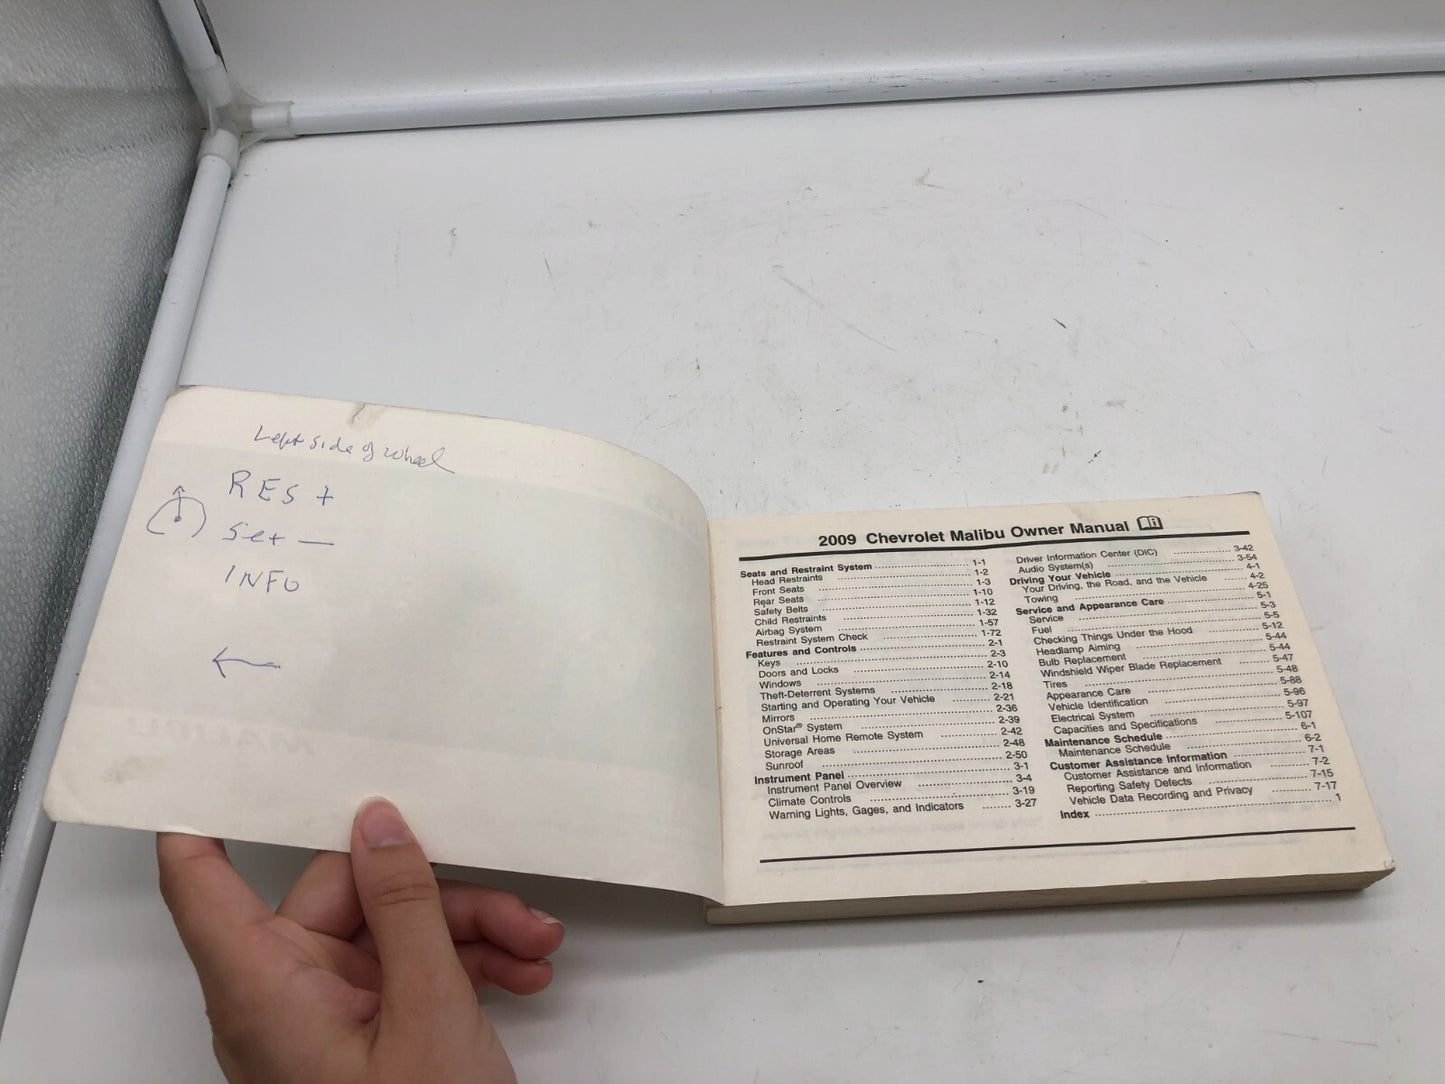 Left side of wheel
RES +
Set —
INFO
←
2009 Chevrolet Malibu Owner Manual
Seats and Restraint System 1-1
Head Restraints 1-2
Front Seats 1-3
Rear Seats 1-10
Safety Belts 1-12
Child Restraints 1-32
Airbag System 1-57
Restraint System Check 1-72
Features and Controls 2-1
Keys 2-3
Doors and Locks 2-10
Windows 2-14
Theft-Deterrent Systems 2-18
Starting and Operating Your Vehicle 2-21
Mirrors 2-36
OnStar® System 2-39
Universal Home Remote System 2-42
Storage Areas 2-48
Sunroof 2-50
Instrument Panel 3-1
Instrument Panel Overview 3-4
Climate Controls 3-19
Warning Lights, Gages, and Indicators 3-27
Driver Information Center (DIC) 3-42
Audio System(s) 3-54
Driving Your Vehicle 4-1
Your Driving, the Road, and the Vehicle 4-2
Towing 4-25
Service and Appearance Care 5-1
Service 5-3
Fuel 5-5
Checking Things Under the Hood 5-12
Headlamp Aiming 5-44
Bulb Replacement 5-44
Windshield Wiper Blade Replacement 5-47
Tires 5-48
Appearance Care 5-88
Vehicle Identification 5-96
Electrical System 5-97
Capacities and Specifications 5-107
Maintenance Schedule 6-1
Maintenance Schedule 6-2
Customer Assistance Information 7-1
Customer Assistance and Information 7-2
Reporting Safety Defects 7-15
Vehicle Data Recording and Privacy 7-17
Index 1